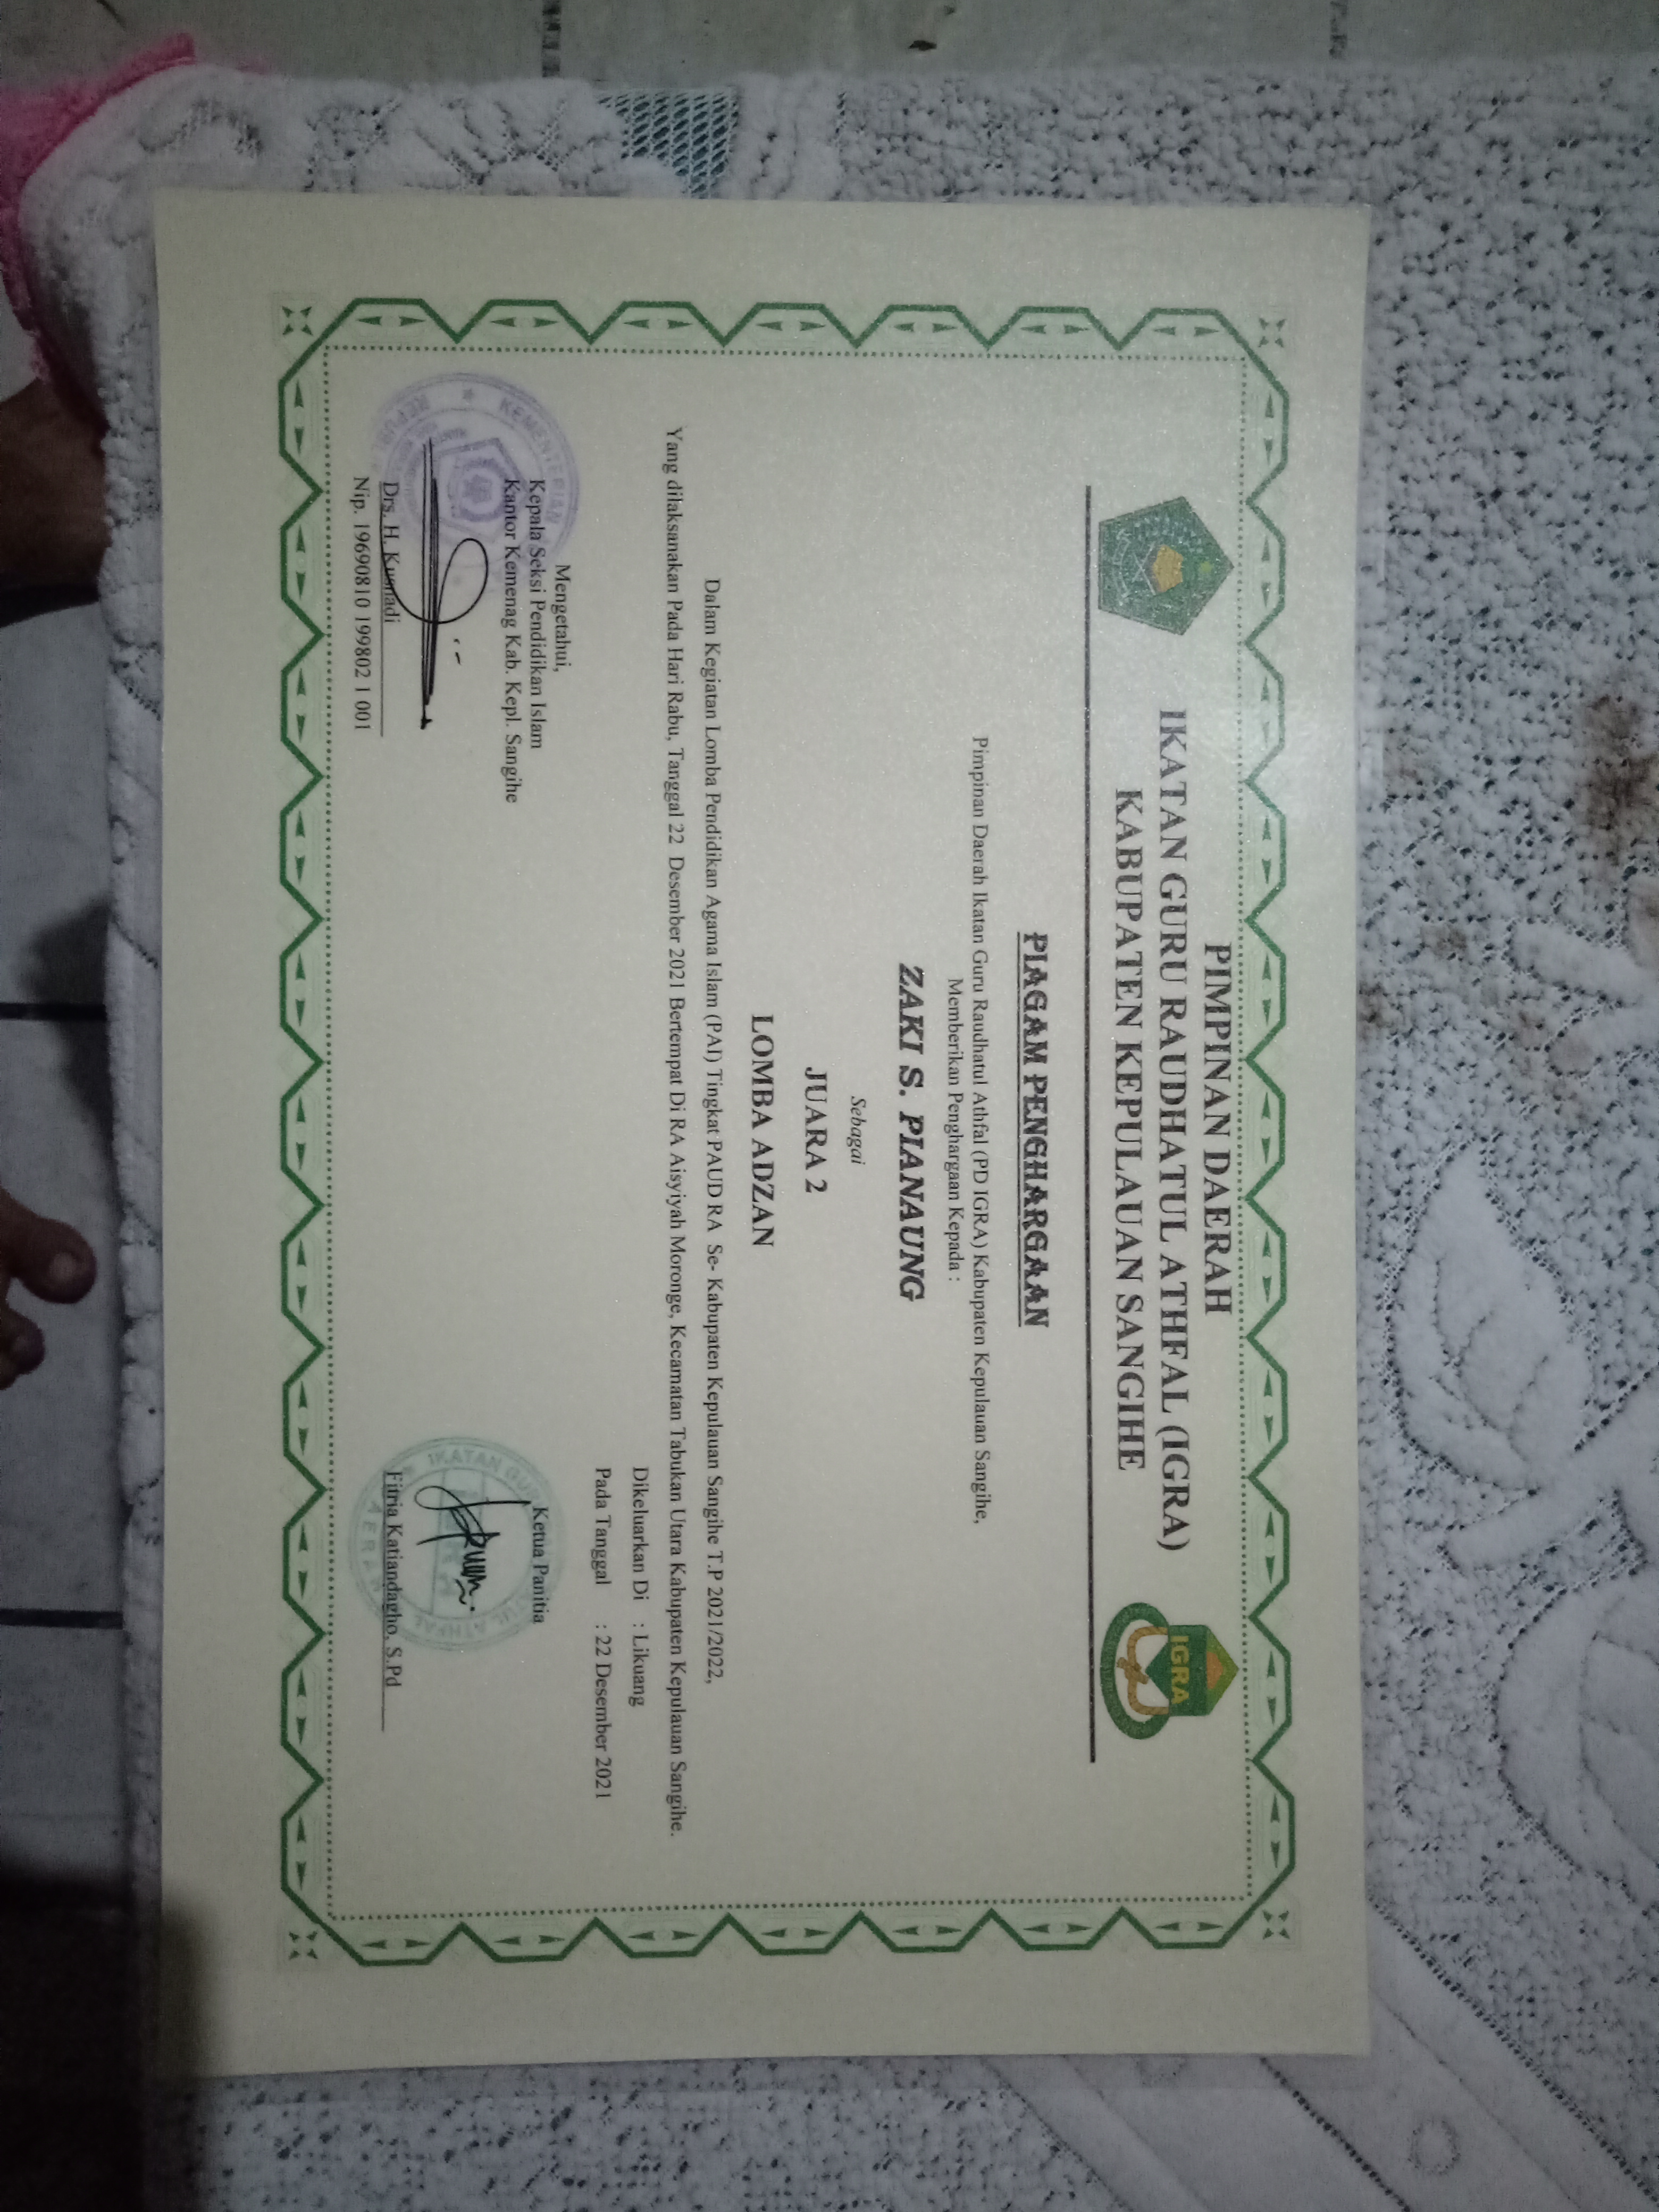 PIMPINAN DAERAH
IKATAN GURU RAUDHATUL ATHFAL (IGRA)
KABUPATEN KEPULAUAN SANGIHE
IGRA
PIAGAM PENGHARGAAN
Pimpinan Daerah Ikatan Guru Raudhatul Athfal (PD IGRA) Kabupaten Kepulauan Sangihe,
Memberikan Penghargaan Kepada :
ZAKI S. PIANAUNG
Sebagai
JUARA 2
LOMBA ADZAN
Dalam Kegiatan Lomba Pendidikan Agama Islam (PAI) Tingkat PAUD RA Se- Kabupaten Kepulauan Sangihe T.P 2021/2022,
Yang dilaksanakan Pada Hari Rabu, Tanggal 22 Desember 2021 Bertempat Di RA Aisyiyah Moronge, Kecamatan Tabukan Utara Kabupaten Kepulauan Sangihe.
Dikeluarkan Di : Likuang
Pada Tanggal : 22 Desember 2021
Mengetahui,
Kepala Seksi Pendidikan Islam
Kantor Kemenag Kab. Kepl. Sangihe
KEMENTERIAN
Drs. H.
Nip. 19690810 199802 1 001
Ketua Panitia
IKATAN GURU
ATHFAL
Fitria Katiandagho, S.Pd